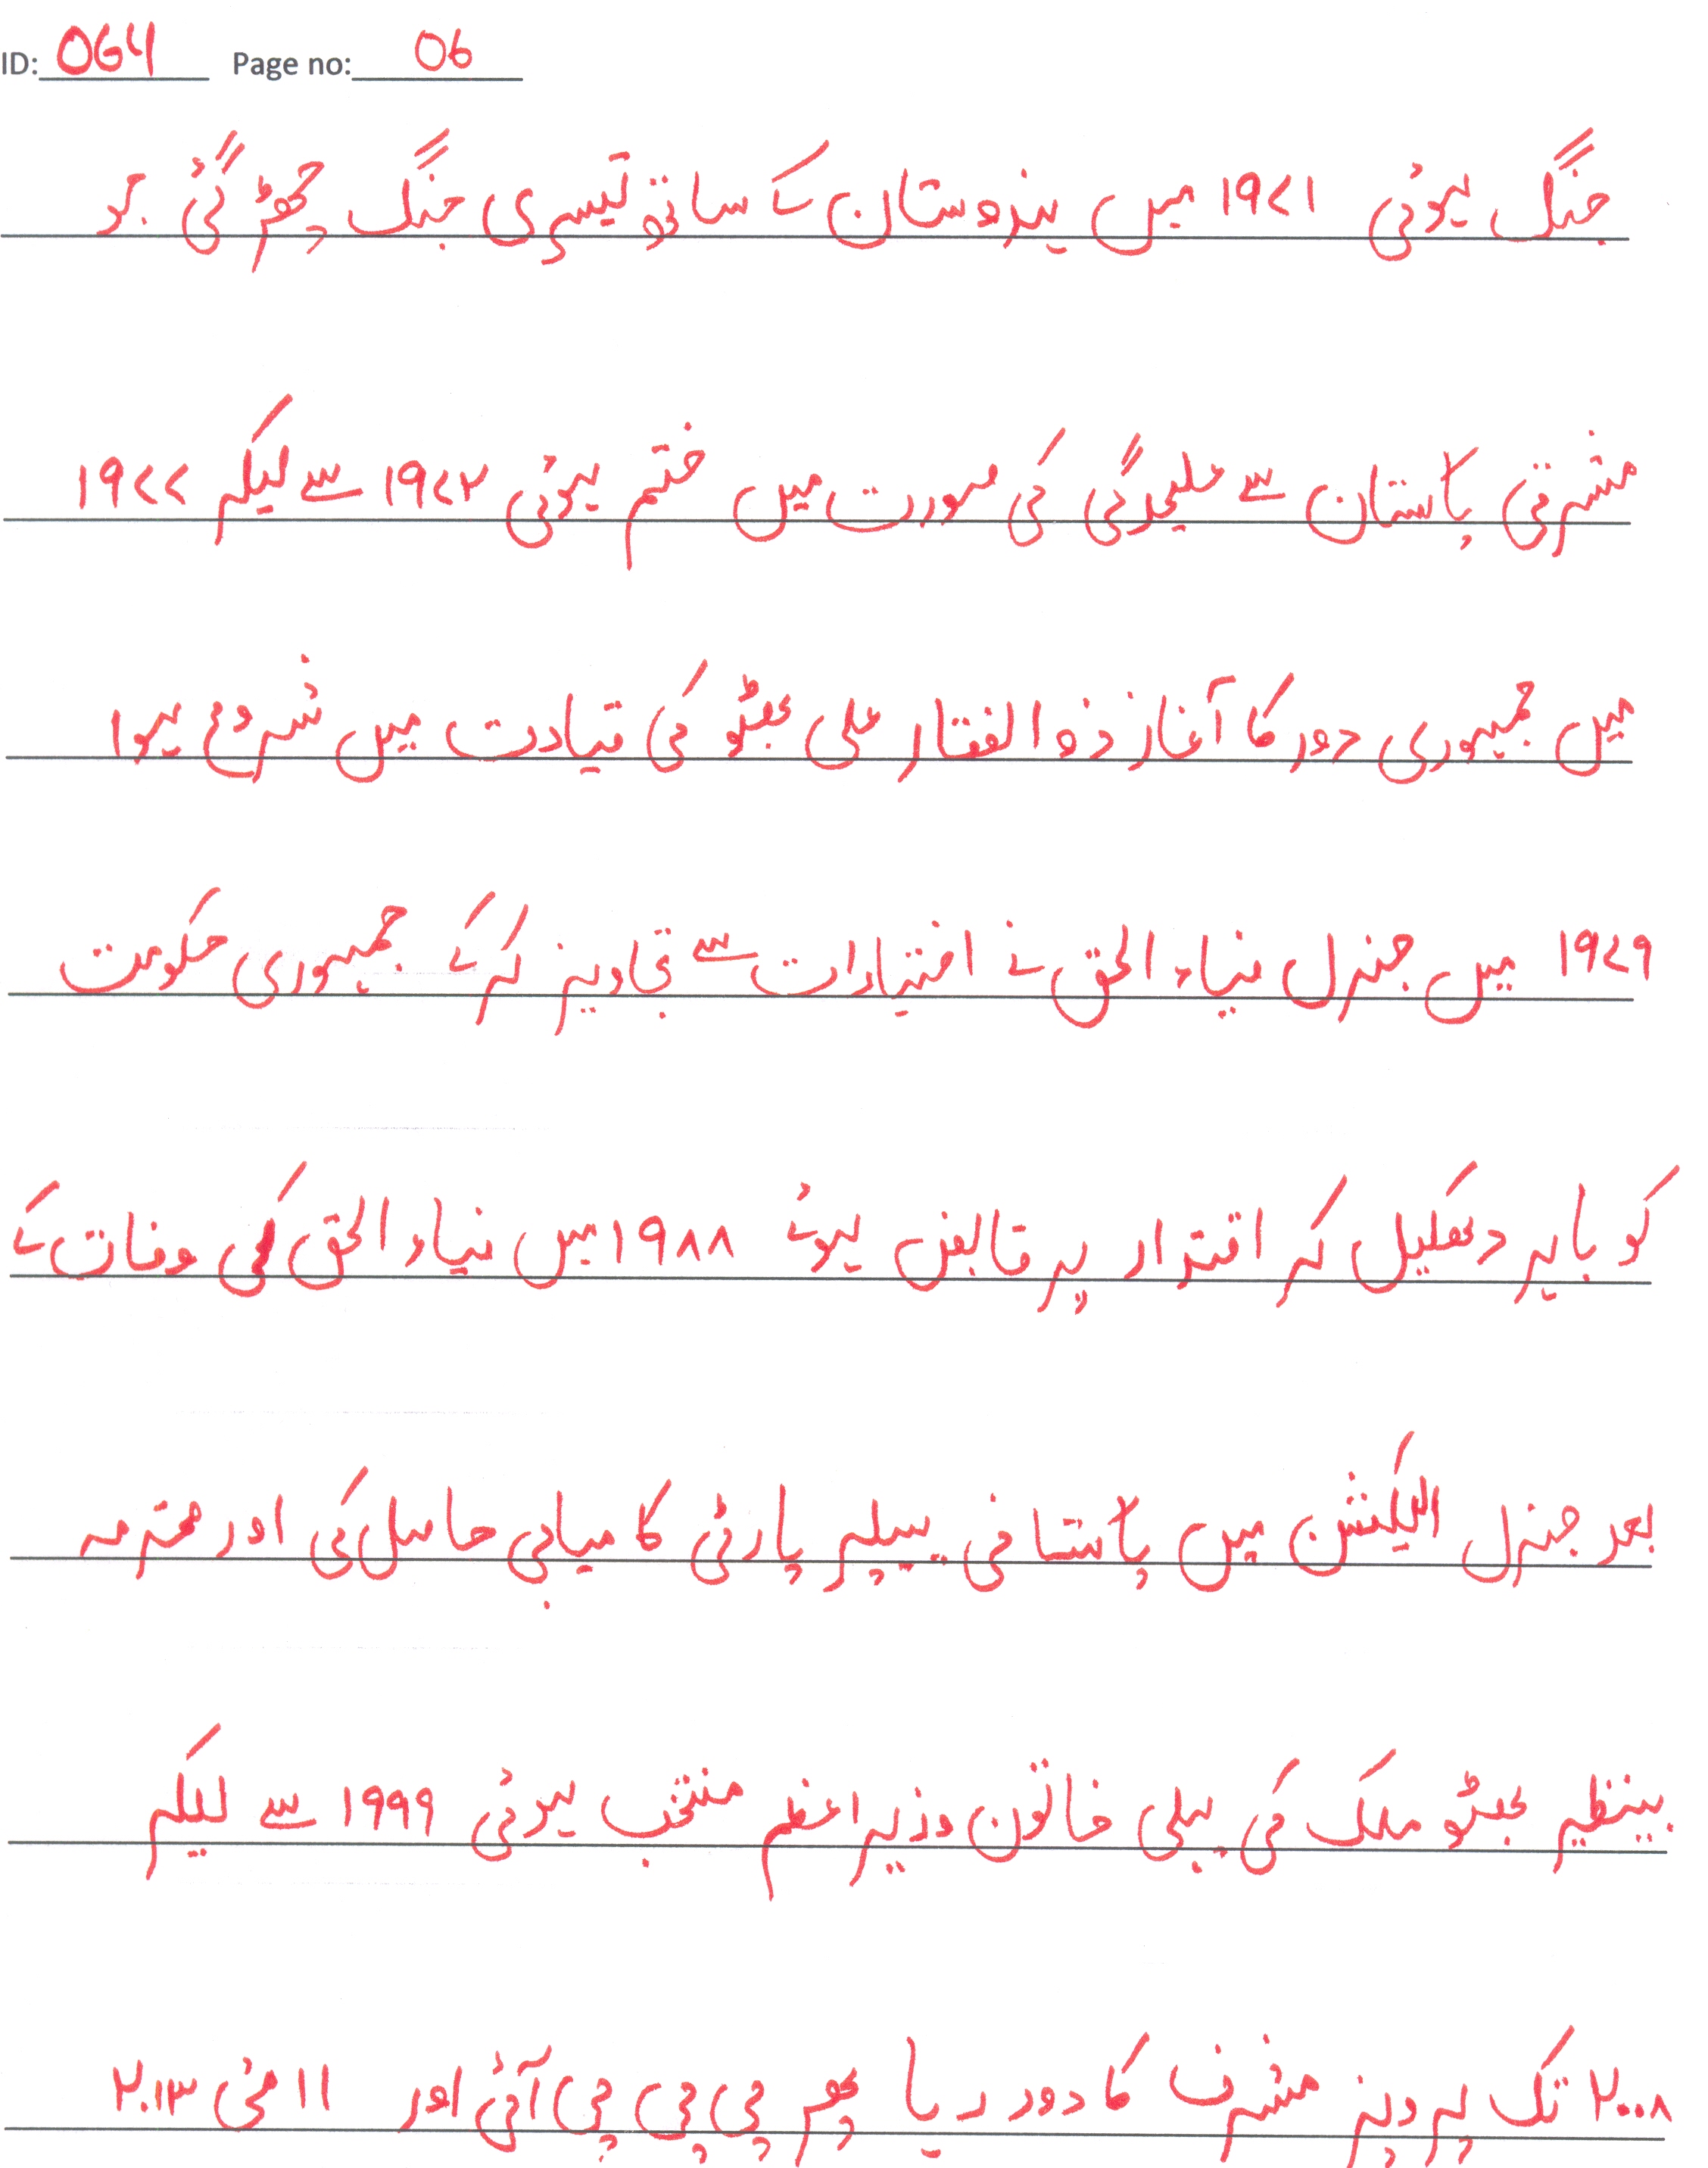 ID: 0G4 Page no: 06
جنگ ہوئی ۱۹۷۱ میں ہندوستان کے ساتھ تیسری جنگ چھڑ گئی جو
مشرقی پاکستان سے علیحدگی کی صورت میں ختم ہوئی ۱۹۷۳ سے لیکر ۱۹۷۷
میں جمہوری دور کا آغاز ذوالفقار علی بھٹو کی قیادت میں شروع ہوا
۱۹۷۹ میں جنرل ضیاء الحق نے اختیارات سے تجاویز کر کے جمہوری حکومت
کو باہر دھکیل کر اقتدار پر قابض ہوئے ۱۹۸۸ میں ضیاء الحق کی وفات کے
بعد جنرل الیکشن میں پاکستانی پیپلر پارٹی کامیابی حاصل کی اور محترمہ
بینظیر بھٹو ملک کی پہلی خاتون وزیراعظم منتخب ہوئی ۱۹۹۹ سے لیکر
۲۰۰۸ تک پرویز مشرف کا دور رہا پھر پی پی پی آئی اور ۱۱ مئی ۲۰۱۳